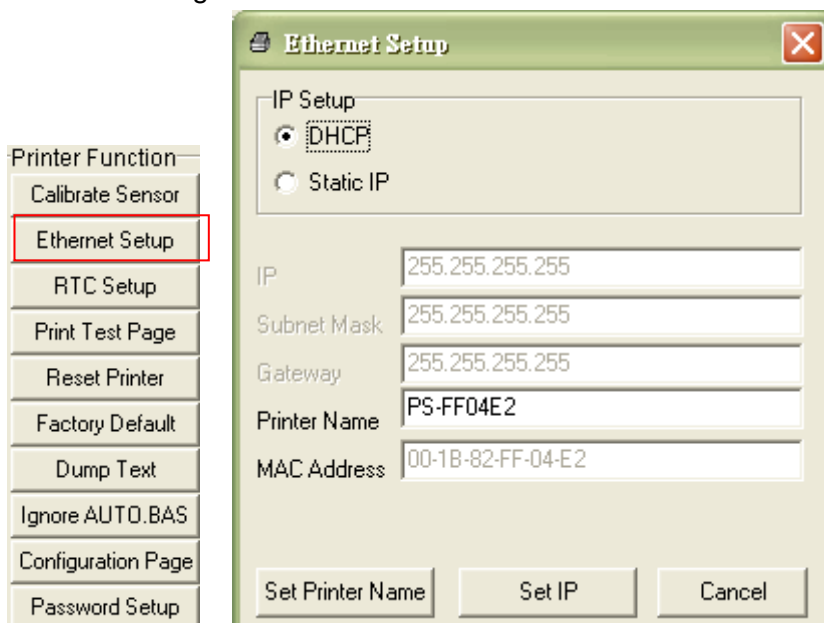 Printer Function
Calibrate Sensor
Ethernet Setup
RTC Setup
Print Test Page
Reset Printer
Factory Default
Dump Text
Ignore AUTO.BAS
Configuration Page
Password Setup
Ethernet Setup
IP Setup
DHCP
Static IP
IP 255.255.255.255
Subnet Mask 255.255.255.255
Gateway 255.255.255.255
Printer Name PS-FF04E2
MAC Address 00-1B-82-FF-04-E2
Set Printer Name Set IP Cancel